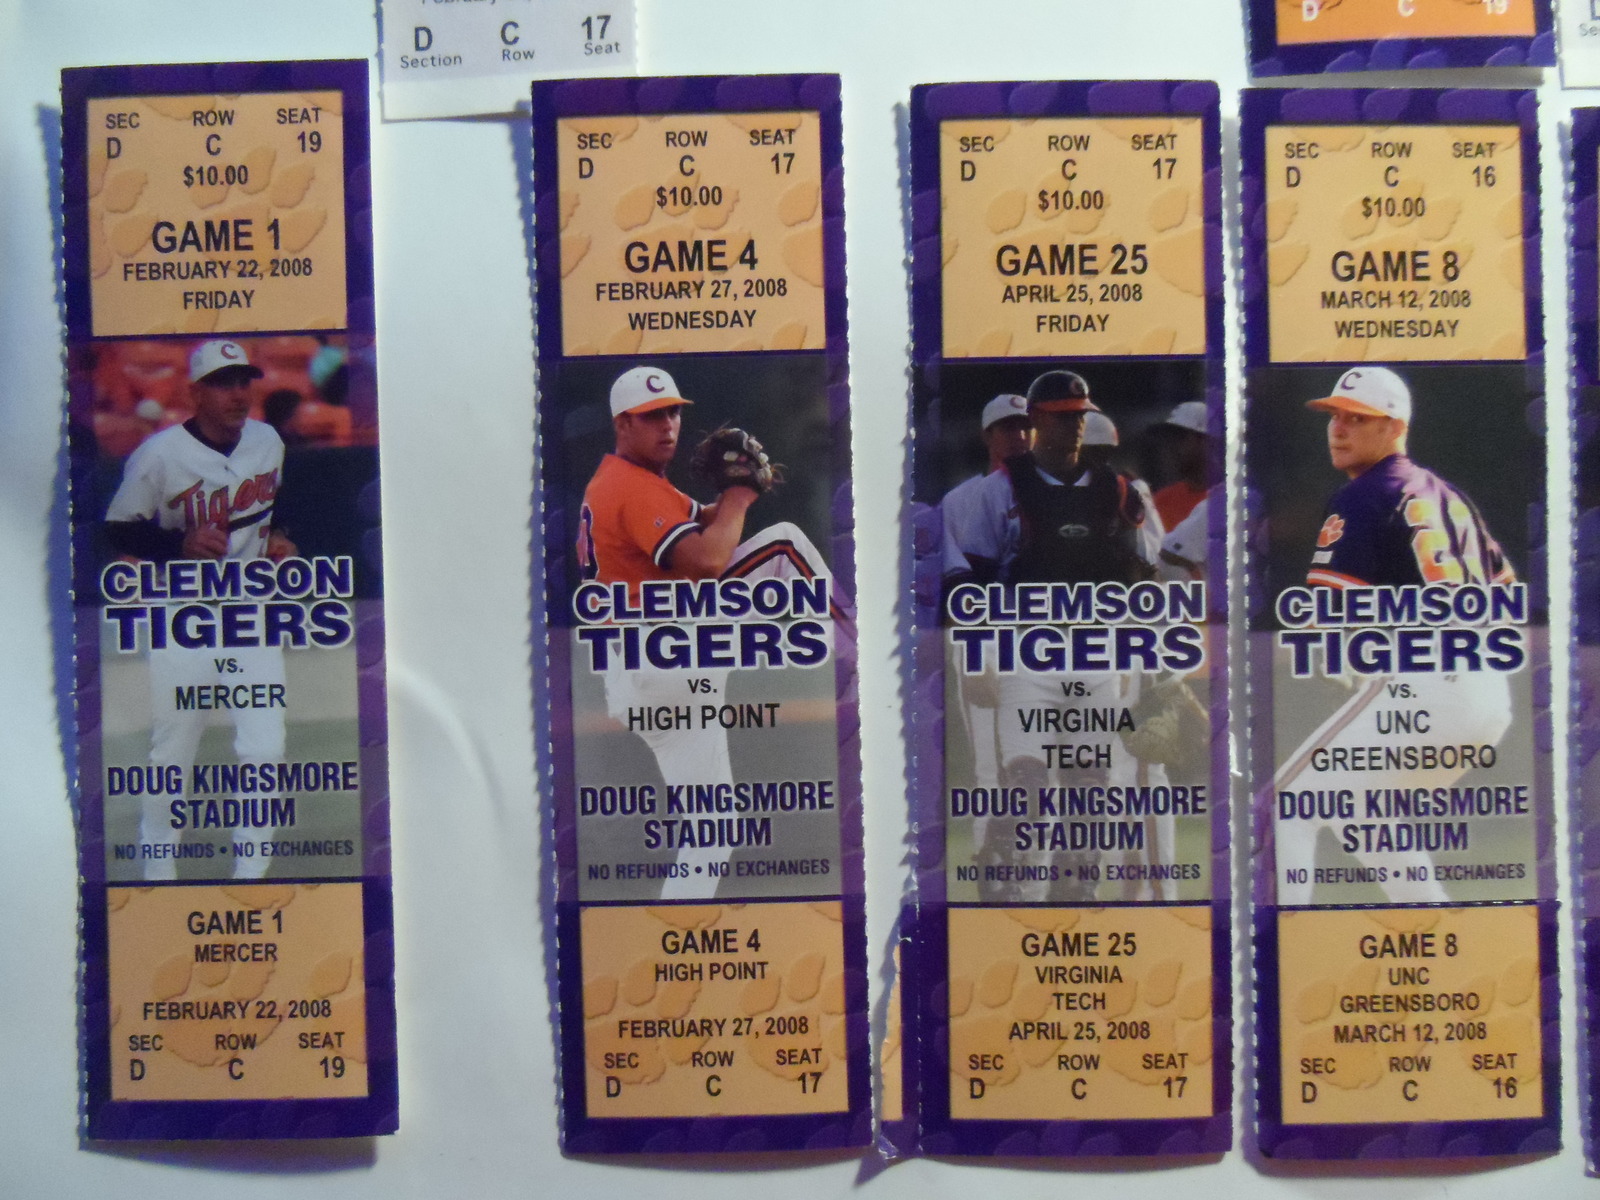 D C 17
Section Row Seat
D C 19
SEC ROW SEAT
D C 19
$10.00
GAME 1
FEBRUARY 22, 2008
FRIDAY
C
Tigers
CLEMSON
TIGERS
vs.
MERCER
DOUG KINGSMORE
STADIUM
NO REFUNDS • NO EXCHANGES
GAME 1
MERCER
FEBRUARY 22, 2008
SEC ROW SEAT
D C 19
SEC ROW SEAT
D C 17
$10.00
GAME 4
FEBRUARY 27, 2008
WEDNESDAY
C
CLEMSON
TIGERS
vs.
HIGH POINT
DOUG KINGSMORE
STADIUM
NO REFUNDS • NO EXCHANGES
GAME 4
HIGH POINT
FEBRUARY 27, 2008
SEC ROW SEAT
D C 17
SEC ROW SEAT
D C 17
$10.00
GAME 25
APRIL 25, 2008
FRIDAY
CLEMSON
TIGERS
vs.
VIRGINIA
TECH
DOUG KINGSMORE
STADIUM
NO REFUNDS • NO EXCHANGES
GAME 25
VIRGINIA
TECH
APRIL 25, 2008
SEC ROW SEAT
D C 17
SEC ROW SEAT
D C 16
$10.00
GAME 8
MARCH 12, 2008
WEDNESDAY
C
CLEMSON
TIGERS
vs.
UNC
GREENSBORO
DOUG KINGSMORE
STADIUM
NO REFUNDS • NO EXCHANGES
GAME 8
UNC
GREENSBORO
MARCH 12, 2008
SEC ROW SEAT
D C 16